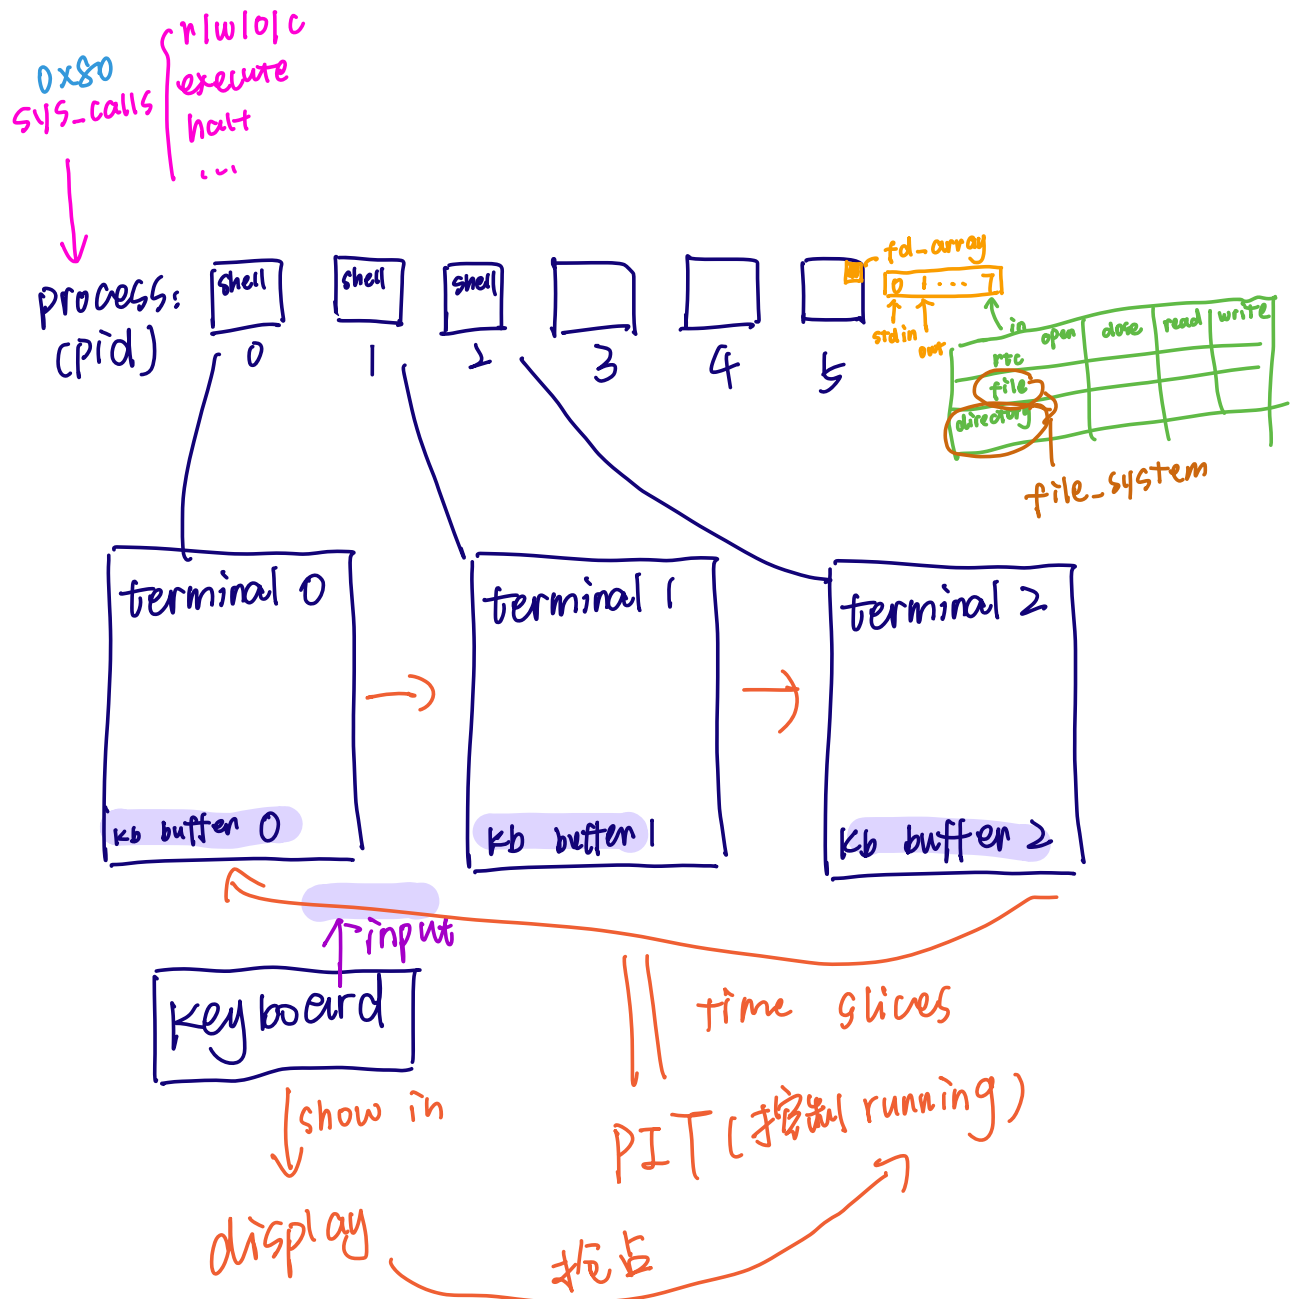 r/w/o/c
0x80
execute
sys_calls
halt
...
process:
(pid)
shell
shell
shell
0
1
2
3
4
5
fd_array
0 1 ... 7
stdin
out
in
open close read write
rtc
file
directory
file_system
terminal 0
terminal 1
terminal 2
kb buffer 0
kb buffer 1
kb buffer 2
input
keyboard
time slices
show in
PIT (控制 running)
display
抢占